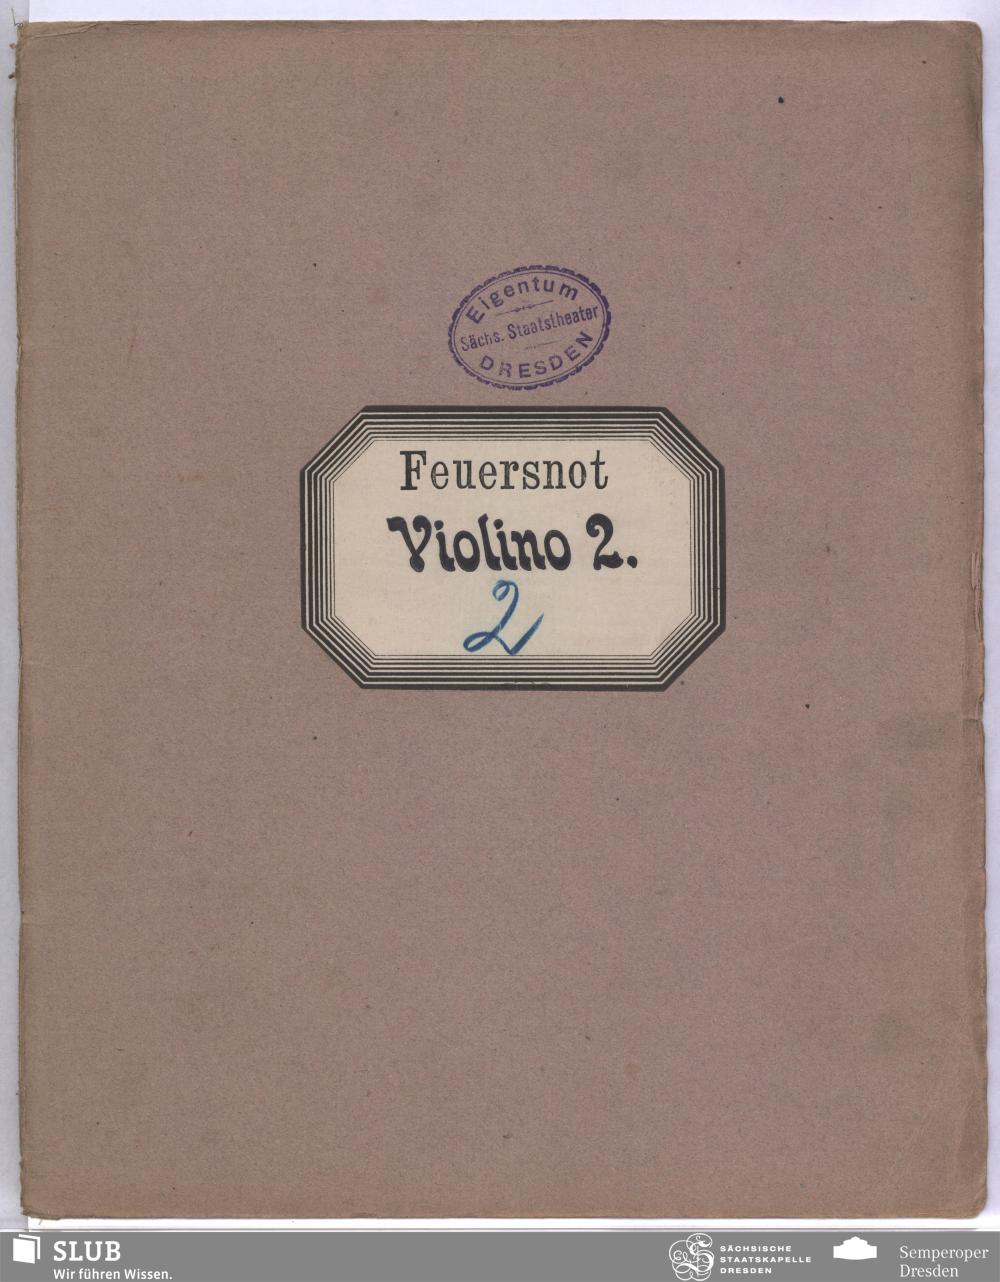 Eigentum
Sächs. Staatstheater
DRESDEN
Feuersnot
Violino 2.
2
SLUB
Wir führen Wissen.
SÄCHSISCHE
STAATSKAPELLE
DRESDEN
Semperoper
Dresden